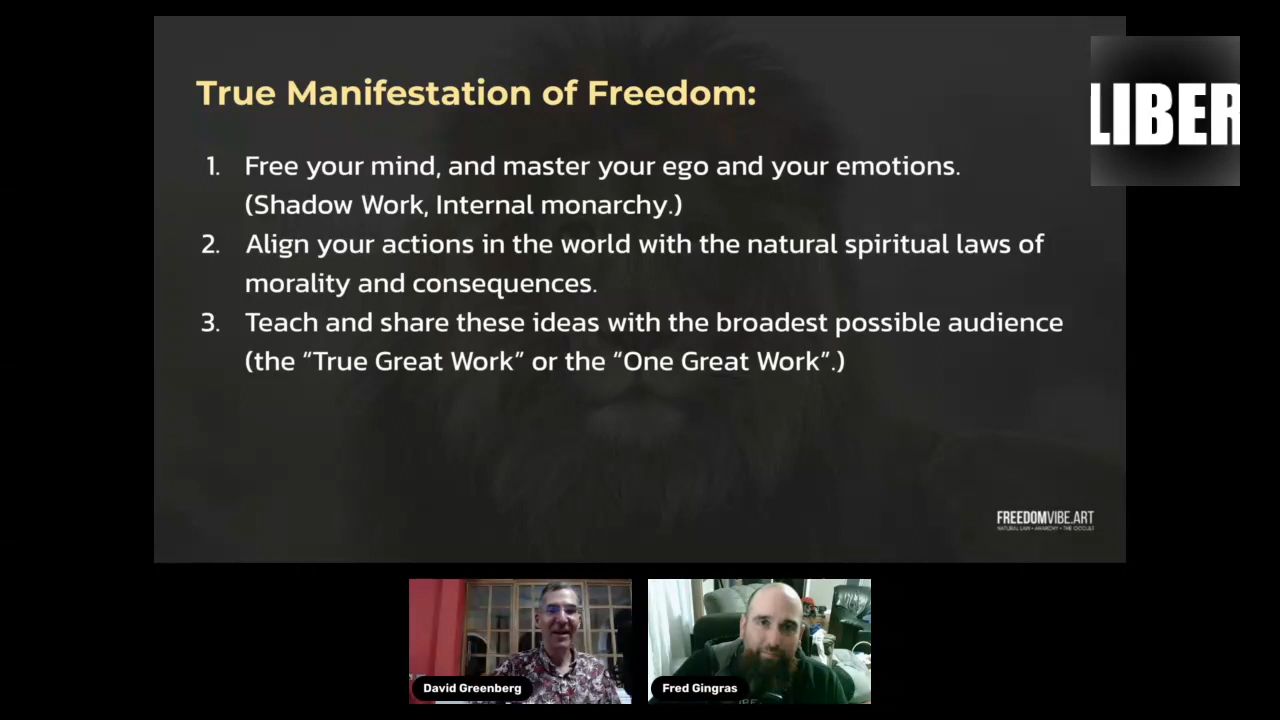 True Manifestation of Freedom:
LIBER
1. Free your mind, and master your ego and your emotions.
(Shadow Work, Internal monarchy.)
2. Align your actions in the world with the natural spiritual laws of
morality and consequences.
3. Teach and share these ideas with the broadest possible audience
(the “True Great Work” or the “One Great Work”.)
FREEDOMVIBE.ART
NATURAL LAW • ANARCHY • THE OCCULT
David Greenberg
Fred Gingras